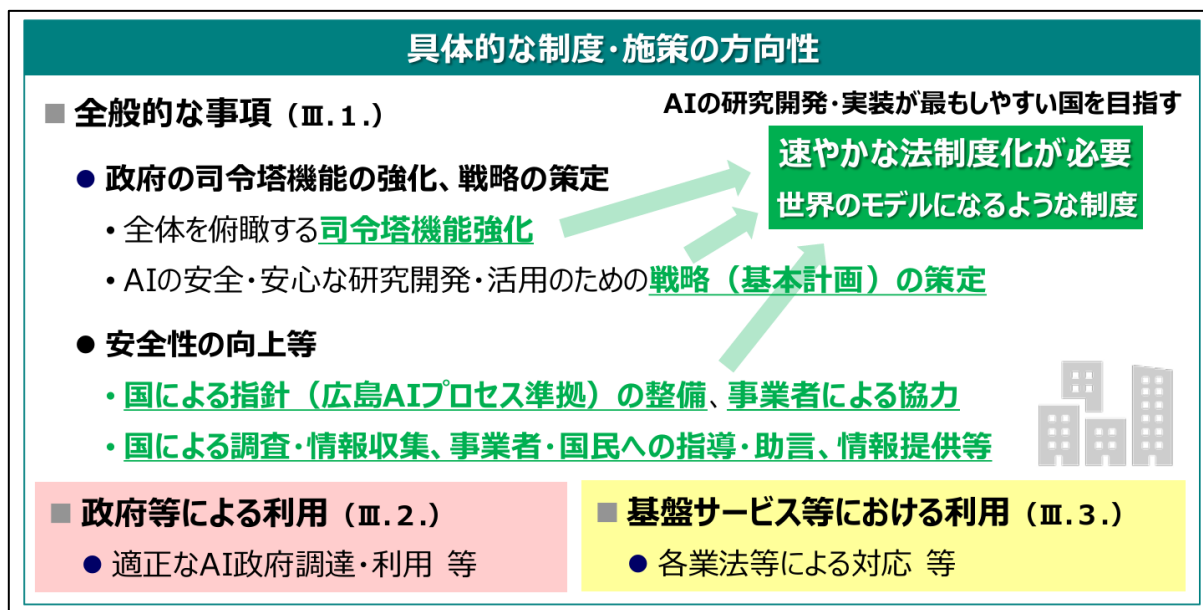 具体的な制度・施策の方向性
■ 全般的な事項（Ⅲ.１.）
AIの研究開発・実装が最もしやすい国を目指す
速やかな法制度化が必要
世界のモデルになるような制度
● 政府の司令塔機能の強化、戦略の策定
・全体を俯瞰する司令塔機能強化
・AIの安全・安心な研究開発・活用のための戦略（基本計画）の策定
● 安全性の向上等
・国による指針（広島AIプロセス準拠）の整備、事業者による協力
・国による調査・情報収集、事業者・国民への指導・助言、情報提供等
■ 政府等による利用（Ⅲ.２.）
● 適正なAI政府調達・利用 等
■ 基盤サービス等における利用（Ⅲ.３.）
● 各業法等による対応 等